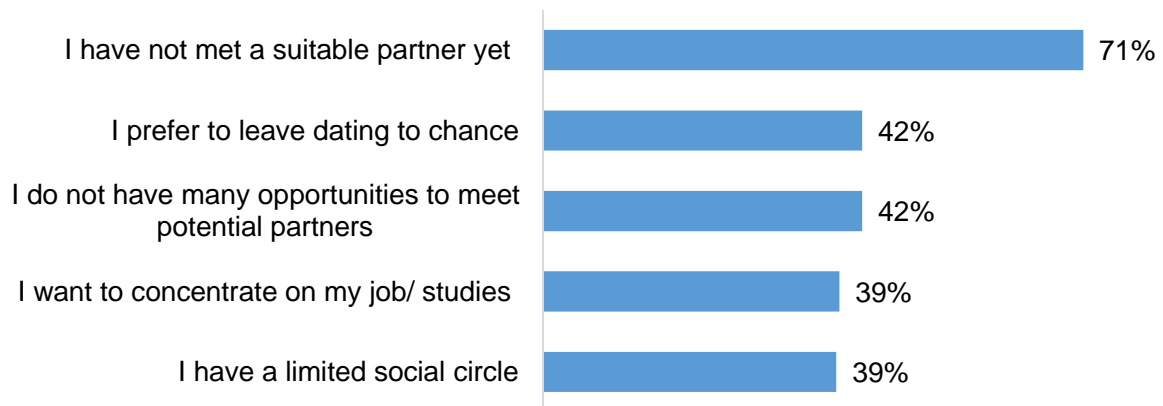 I have not met a suitable partner yet
71%
I prefer to leave dating to chance
42%
I do not have many opportunities to meet
potential partners
42%
I want to concentrate on my job/ studies
39%
I have a limited social circle
39%